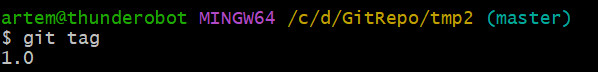 artem@thunderobot MINGW64 /c/d/GitRepo/tmp2 (master)
$ git tag
1.0